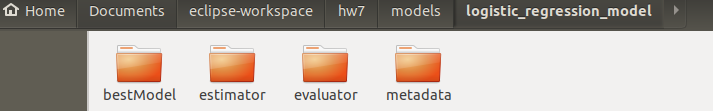 Home Documents eclipse-workspace hw7 models logistic_regression_model
bestModel estimator evaluator metadata